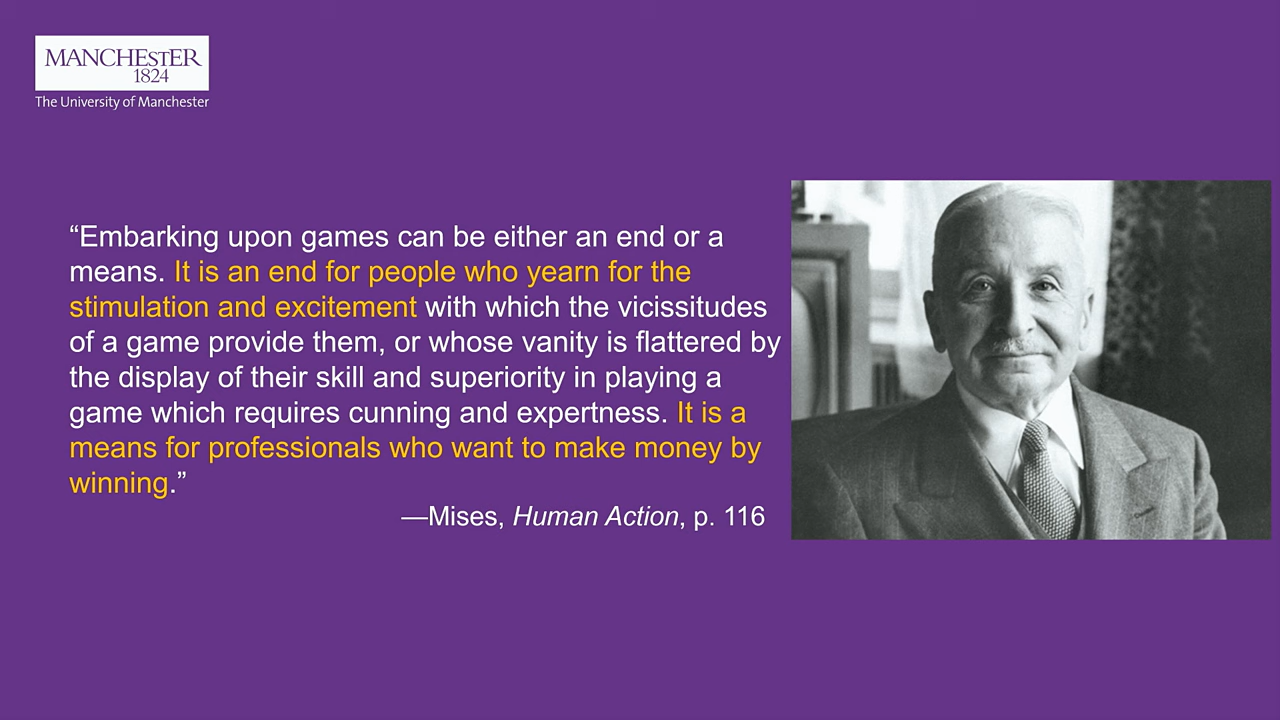 MANCHESTER
1824
The University of Manchester
“Embarking upon games can be either an end or a
means. It is an end for people who yearn for the
stimulation and excitement with which the vicissitudes
of a game provide them, or whose vanity is flattered by
the display of their skill and superiority in playing a
game which requires cunning and expertness. It is a
means for professionals who want to make money by
winning.”
—Mises, Human Action, p. 116